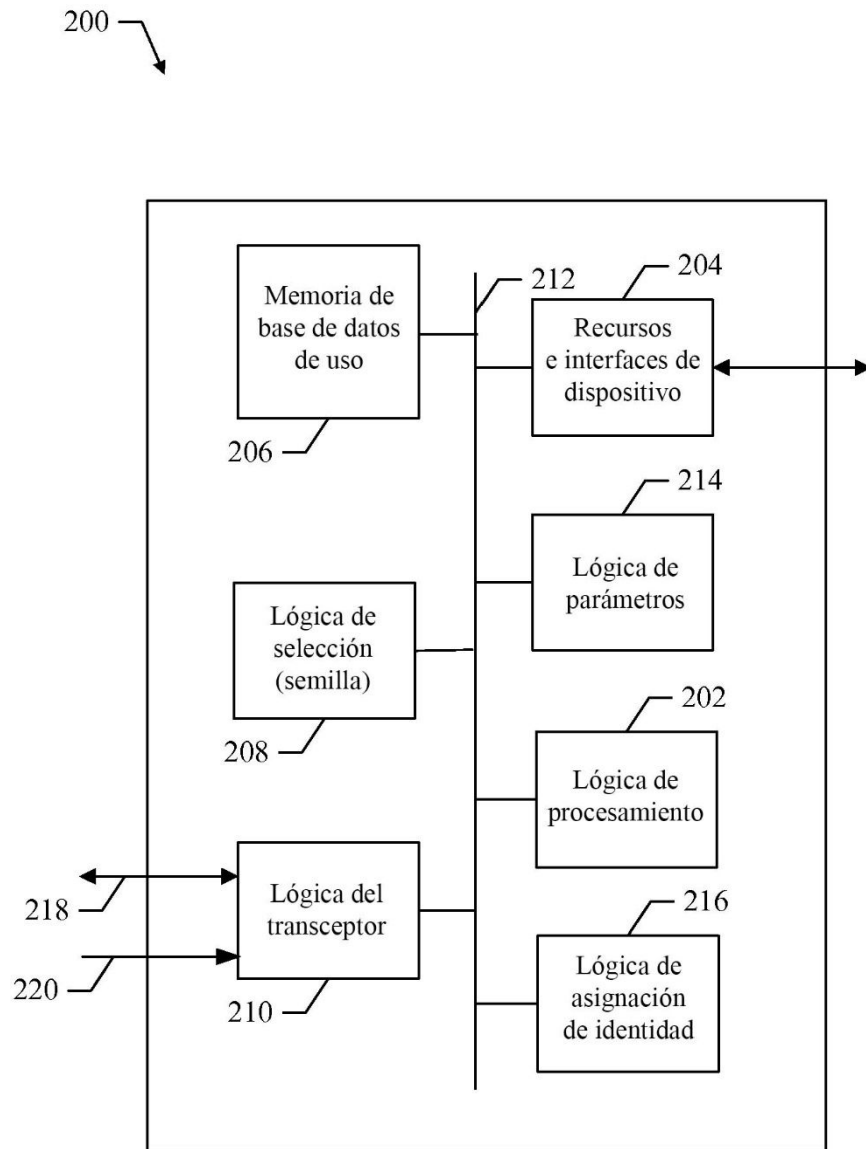 200
204
212
Memoria de
base de datos
de uso
Recursos
e interfaces de
dispositivo
206
214
Lógica de
parámetros
Lógica de
selección
(semilla)
208
202
Lógica de
procesamiento
218
Lógica del
transceptor
216
220
210
Lógica de
asignación
de identidad